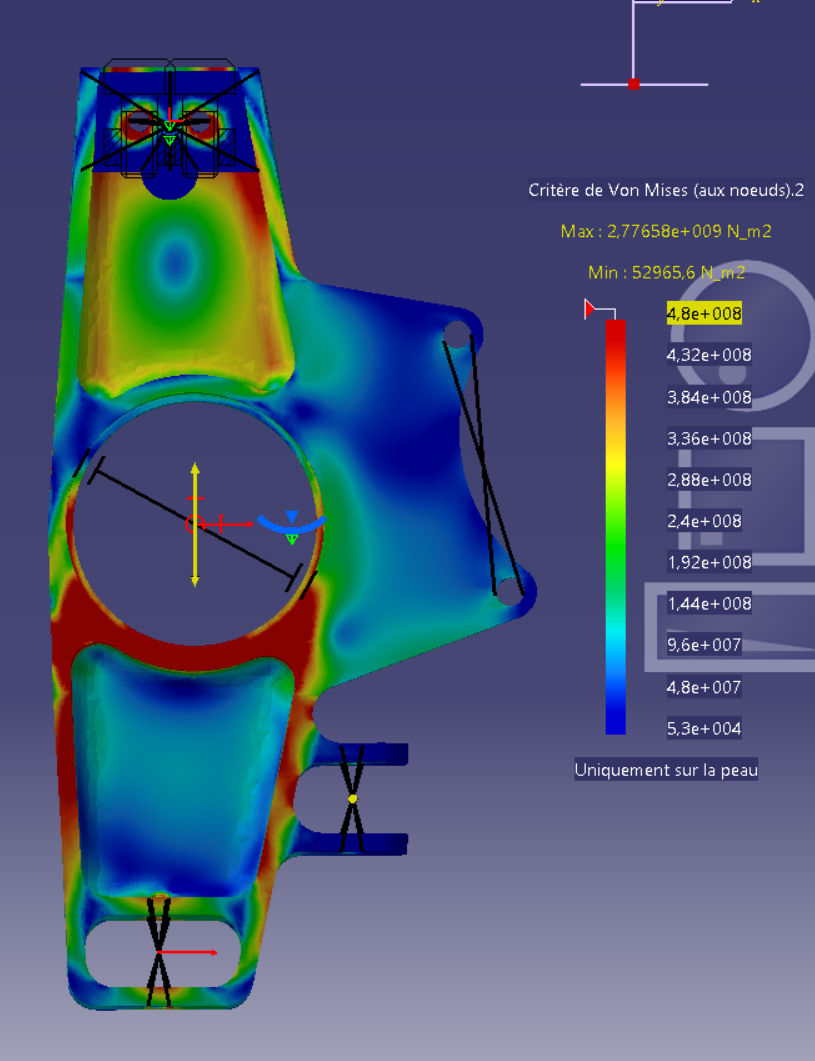 Critère de Von Mises (aux noeuds).2
Max : 2,77658e+009 N_m2
Min : 52965,6 N_m2
4,8e+008
4,32e+008
3,84e+008
3,36e+008
2,88e+008
2,4e+008
1,92e+008
1,44e+008
9,6e+007
4,8e+007
5,3e+004
Uniquement sur la peau